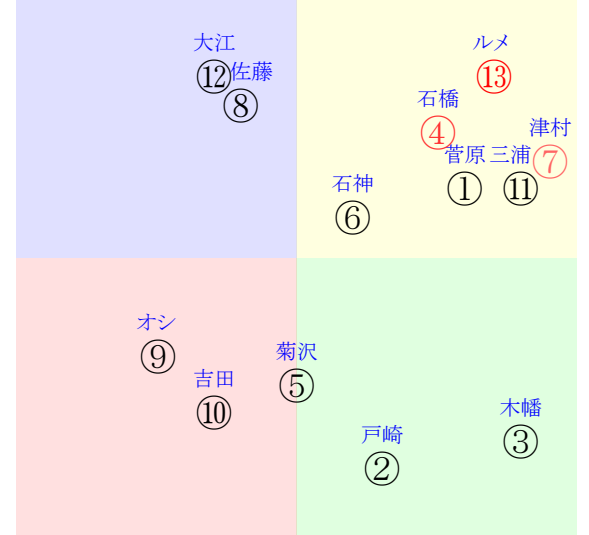 大江
⑫
佐藤
⑧
ルメ
⑬
石橋
④
津村
⑦
菅原
①
三浦
⑪
石神
⑥
オシ
⑨
吉田
⑩
菊沢
⑤
戸崎
②
木幡
③